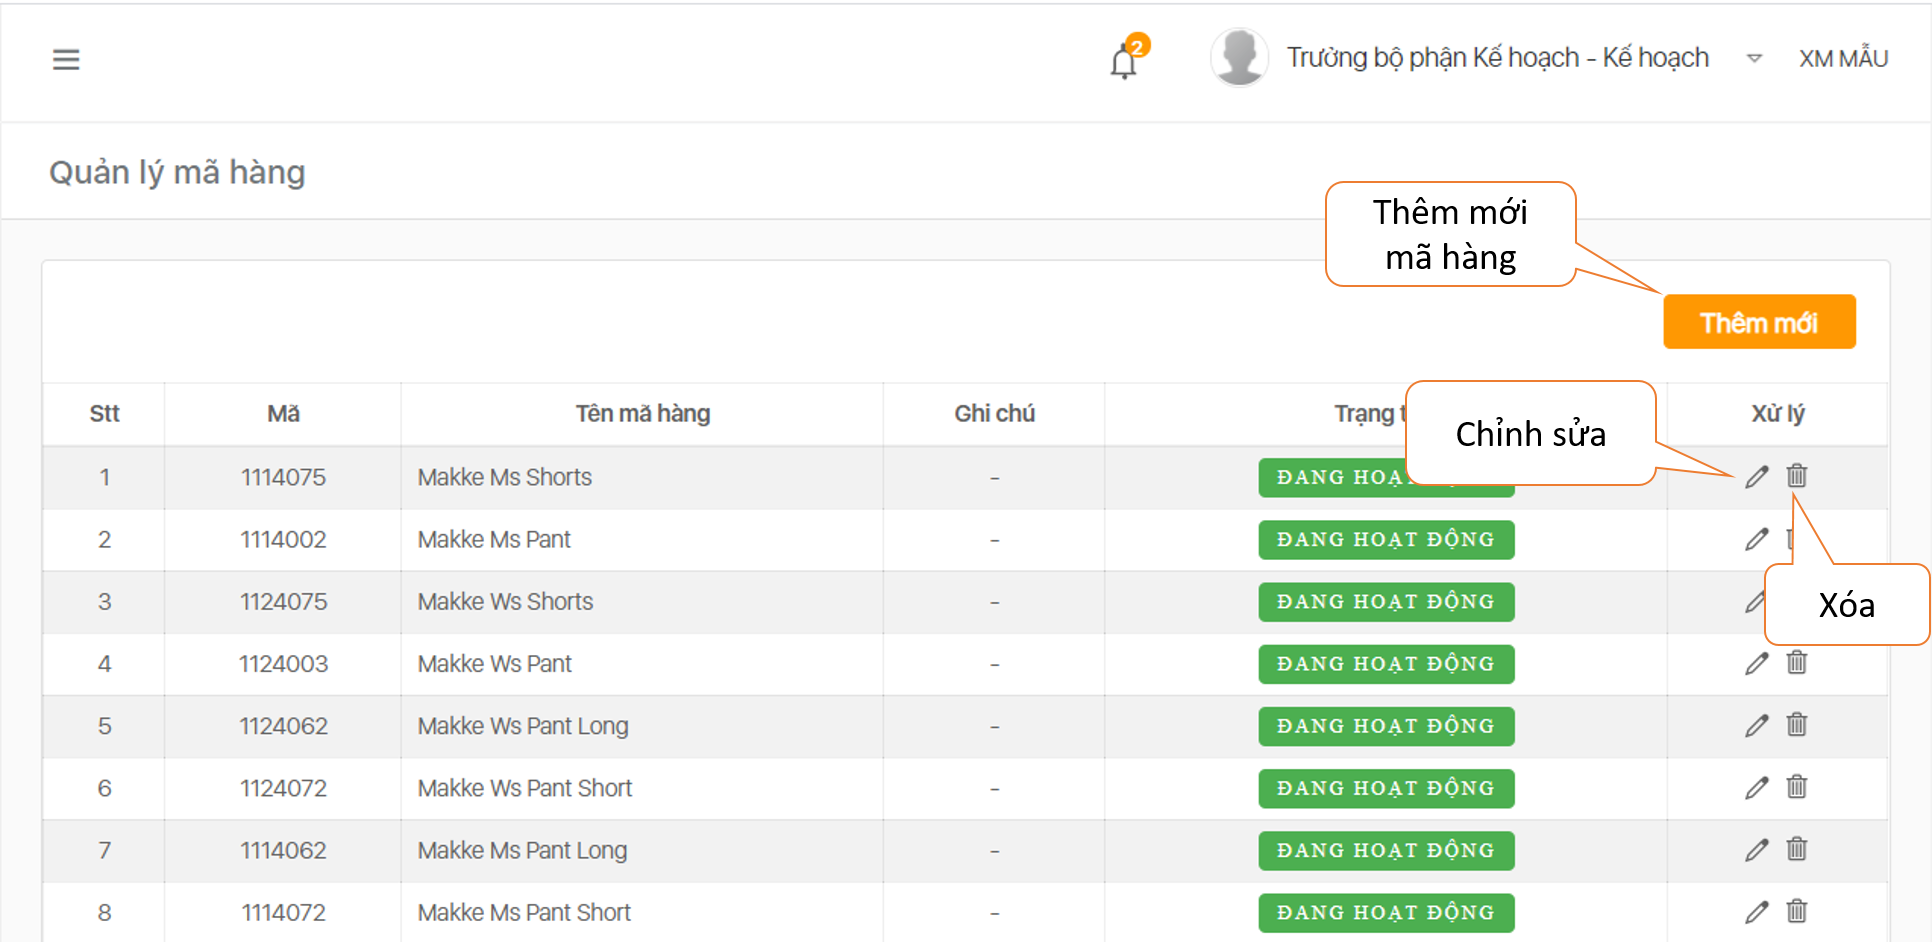 2
Trưởng bộ phận Kế hoạch - Kế hoạch
XM MẪU
Quản lý mã hàng
Thêm mới
mã hàng
Thêm mới
Stt Mã Tên mã hàng Ghi chú Trạng Xử lý
Chỉnh sửa
1 1114075 Makke Ms Shorts - ĐANG
2 1114002 Makke Ms Pant - ĐANG HOẠT ĐỘNG
3 1124075 Makke Ws Shorts - ĐANG HOẠT ĐỘNG
Xóa
4 1124003 Makke Ws Pant - ĐANG HOẠT ĐỘNG
5 1124062 Makke Ws Pant Long - ĐANG HOẠT ĐỘNG
6 1124072 Makke Ws Pant Short - ĐANG HOẠT ĐỘNG
7 1114062 Makke Ms Pant Long - ĐANG HOẠT ĐỘNG
8 1114072 Makke Ms Pant Short - ĐANG HOẠT ĐỘNG